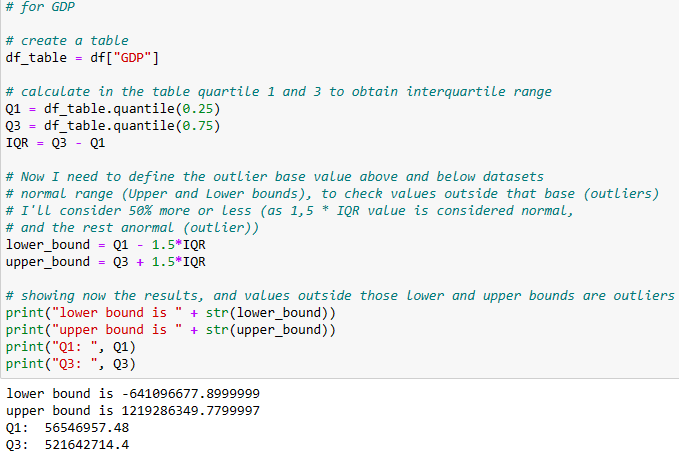 # for GDP
# create a table
df_table = df["GDP"]
# calculate in the table quartile 1 and 3 to obtain interquartile range
Q1 = df_table.quantile(0.25)
Q3 = df_table.quantile(0.75)
IQR = Q3 - Q1
# Now I need to define the outlier base value above and below datasets
# normal range (Upper and Lower bounds), to check values outside that base (outliers)
# I'll consider 50% more or less (as 1,5 * IQR value is considered normal,
# and the rest anormal (outlier))
lower_bound = Q1 - 1.5*IQR
upper_bound = Q3 + 1.5*IQR
# showing now the results, and values outside those lower and upper bounds are outliers
print("lower bound is " + str(lower_bound))
print("upper bound is " + str(upper_bound))
print("Q1: ", Q1)
print("Q3: ", Q3)
lower bound is -641096677.8999999
upper bound is 1219286349.7799997
Q1:  56546957.48
Q3:  521642714.4